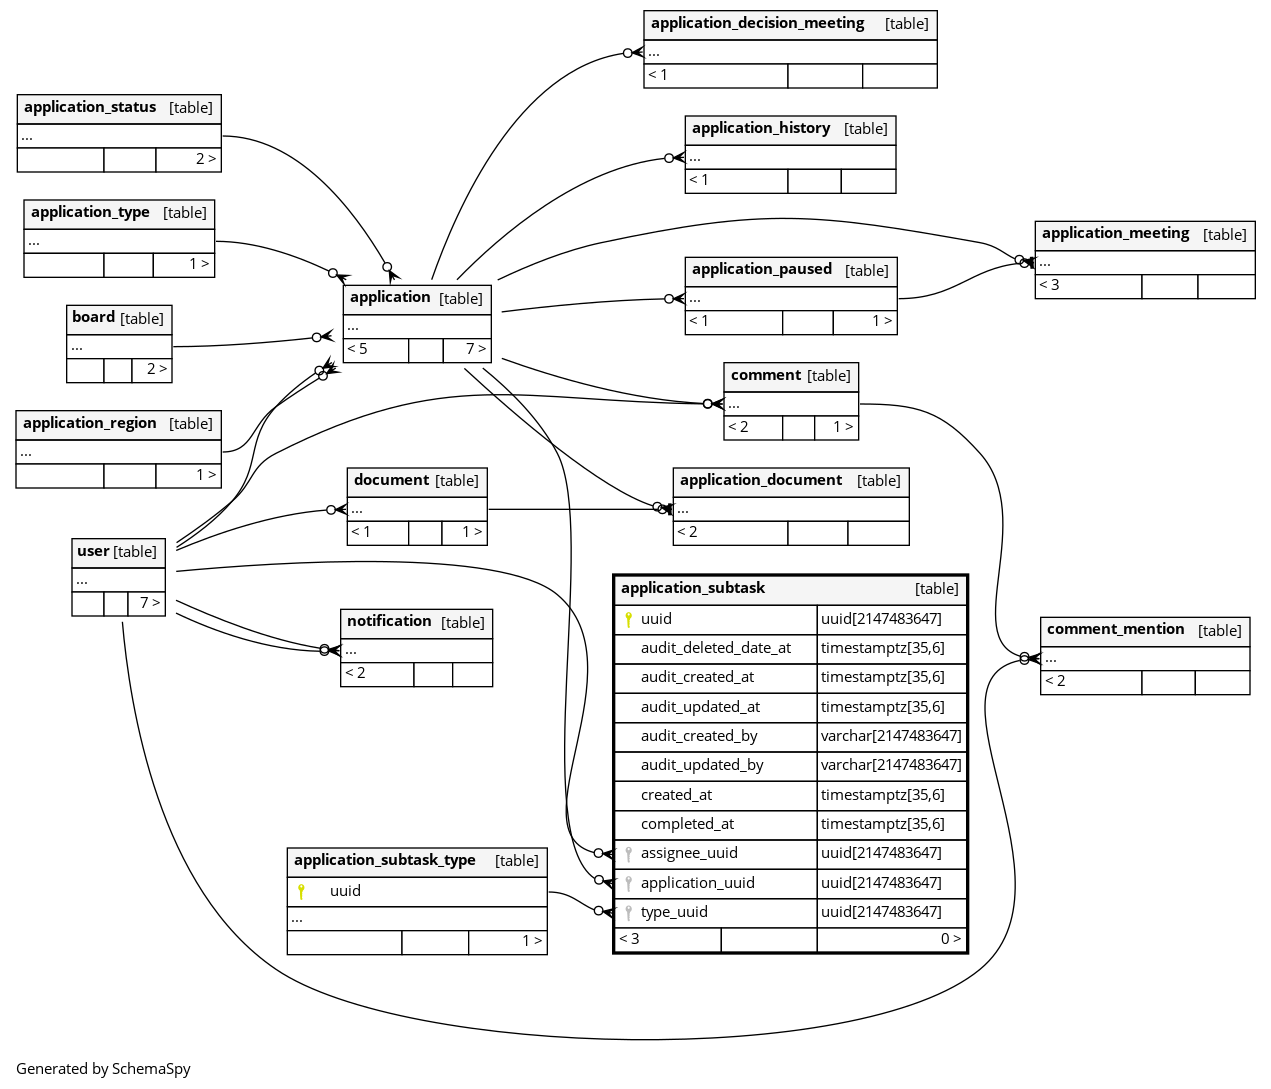 application_decision_meeting [table]
...
< 1
application_status [table]
...
2 >
application_history [table]
...
< 1
application_type [table]
...
1 >
application_meeting [table]
...
< 3
application_paused [table]
...
< 1 1 >
application [table]
...
< 5 7 >
board [table]
...
2 >
comment [table]
...
< 2 1 >
application_region [table]
...
1 >
document [table]
...
< 1 1 >
application_document [table]
...
< 2
user [table]
...
7 >
application_subtask [table]
uuid uuid[2147483647]
audit_deleted_date_at timestamptz[35,6]
audit_created_at timestamptz[35,6]
audit_updated_at timestamptz[35,6]
audit_created_by varchar[2147483647]
audit_updated_by varchar[2147483647]
created_at timestamptz[35,6]
completed_at timestamptz[35,6]
assignee_uuid uuid[2147483647]
application_uuid uuid[2147483647]
type_uuid uuid[2147483647]
< 3 0 >
notification [table]
...
< 2
comment_mention [table]
...
< 2
application_subtask_type [table]
uuid
...
1 >
Generated by SchemaSpy